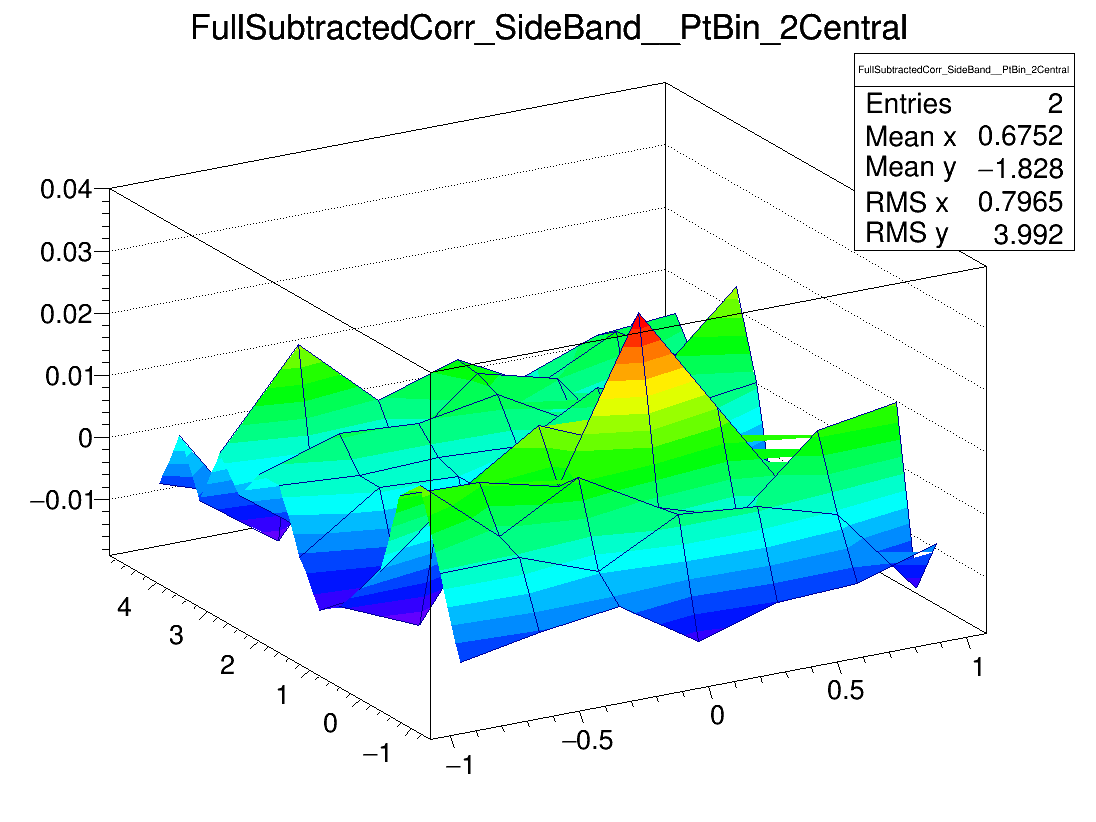 FullSubtractedCorr_SideBand__PtBin_2Central
FullSubtractedCorr_SideBand__PtBin_2Central
Entries 2
Mean x 0.6752
Mean y −1.828
RMS x 0.7965
RMS y 3.992
0.04
0.03
0.02
0.01
0
−0.01
4
3
2
1
0
−1
−1
−0.5
0
0.5
1